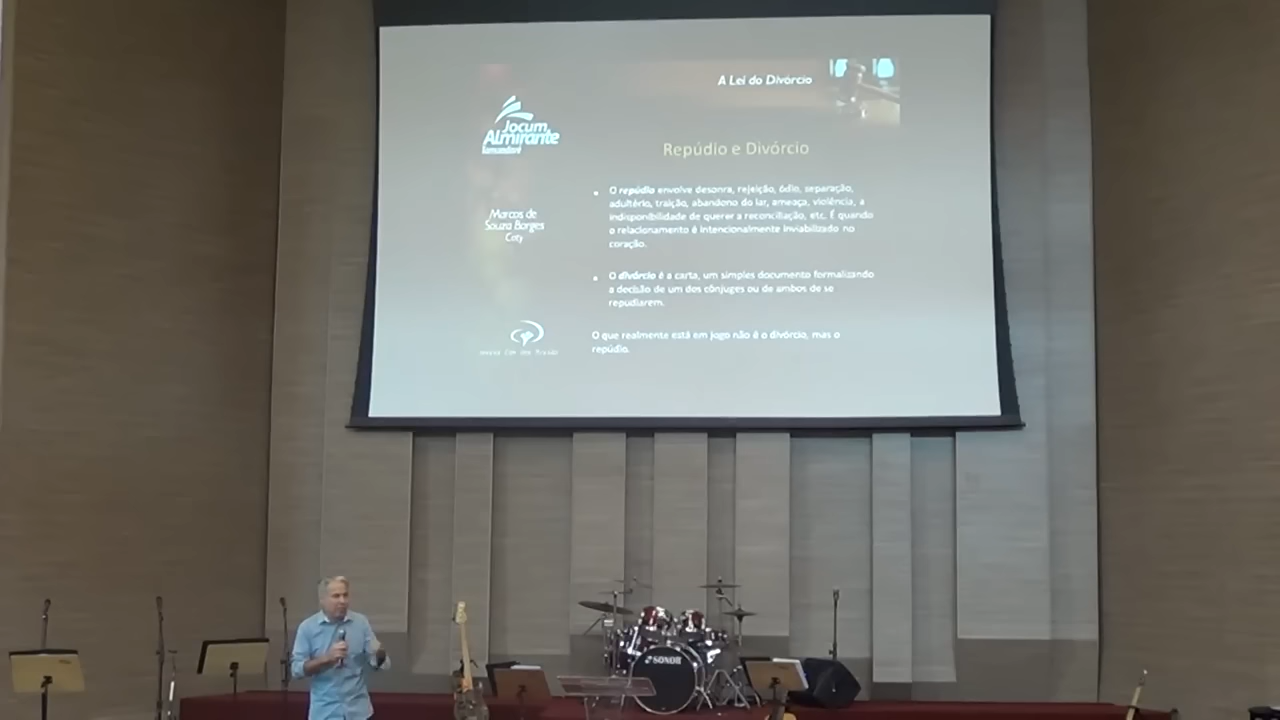 A Lei do Divórcio
Jocum
Almirante
Tamandaré
Repúdio e Divórcio
O repúdio envolve desonra, rejeição, ódio, separação,
adultério, traição, abandono do lar, ameaça, violência, a
indisponibilidade de querer a reconciliação, etc. É quando
o relacionamento é intencionalmente inviabilizado no
coração.
Marcos de
Souza Borges
Coty
O divórcio é a carta, um simples documento formalizando
a decisão de um dos cônjuges ou de ambos de se
repudiarem.
O que realmente está em jogo não é o divórcio, mas o
repúdio.
SONOR